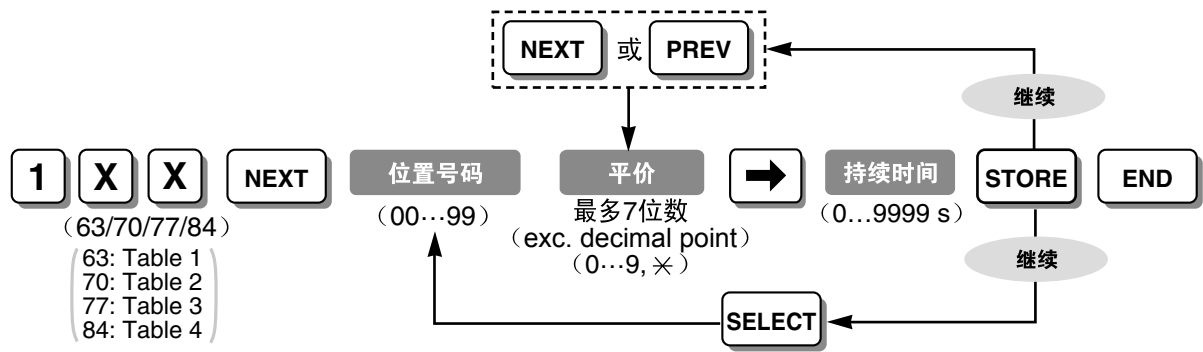 NEXT 或 PREV
继续
1 X X NEXT 位置号码 平价 持续时间 STORE END
(63/70/77/84) (00…99) 最多7位数 (0…9999 s)
(exc. decimal point)
(0…9, ✳)
63: Table 1
70: Table 2
77: Table 3
84: Table 4
继续
SELECT